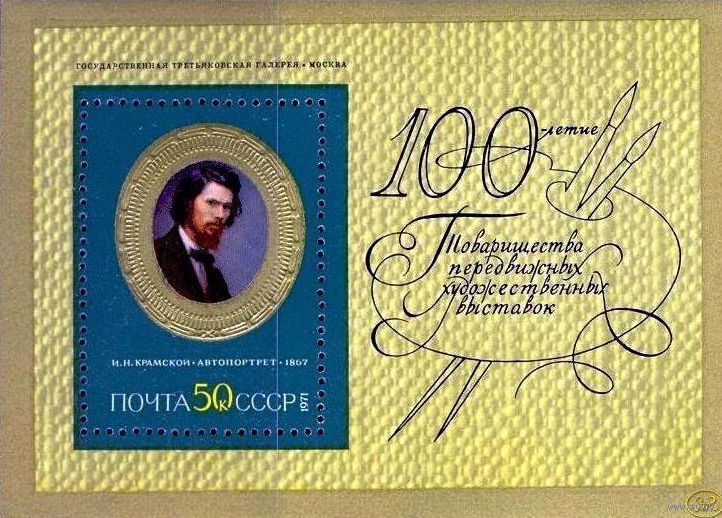 ГОСУДАРСТВЕННАЯ ТРЕТЬЯКОВСКАЯ ГАЛЕРЕЯ • МОСКВА
И.Н.КРАМСКОЙ • АВТОПОРТРЕТ • 1867
ПОЧТА 50К СССР 1971
100-летие
Товарищества
передвижных
художественных
выставок